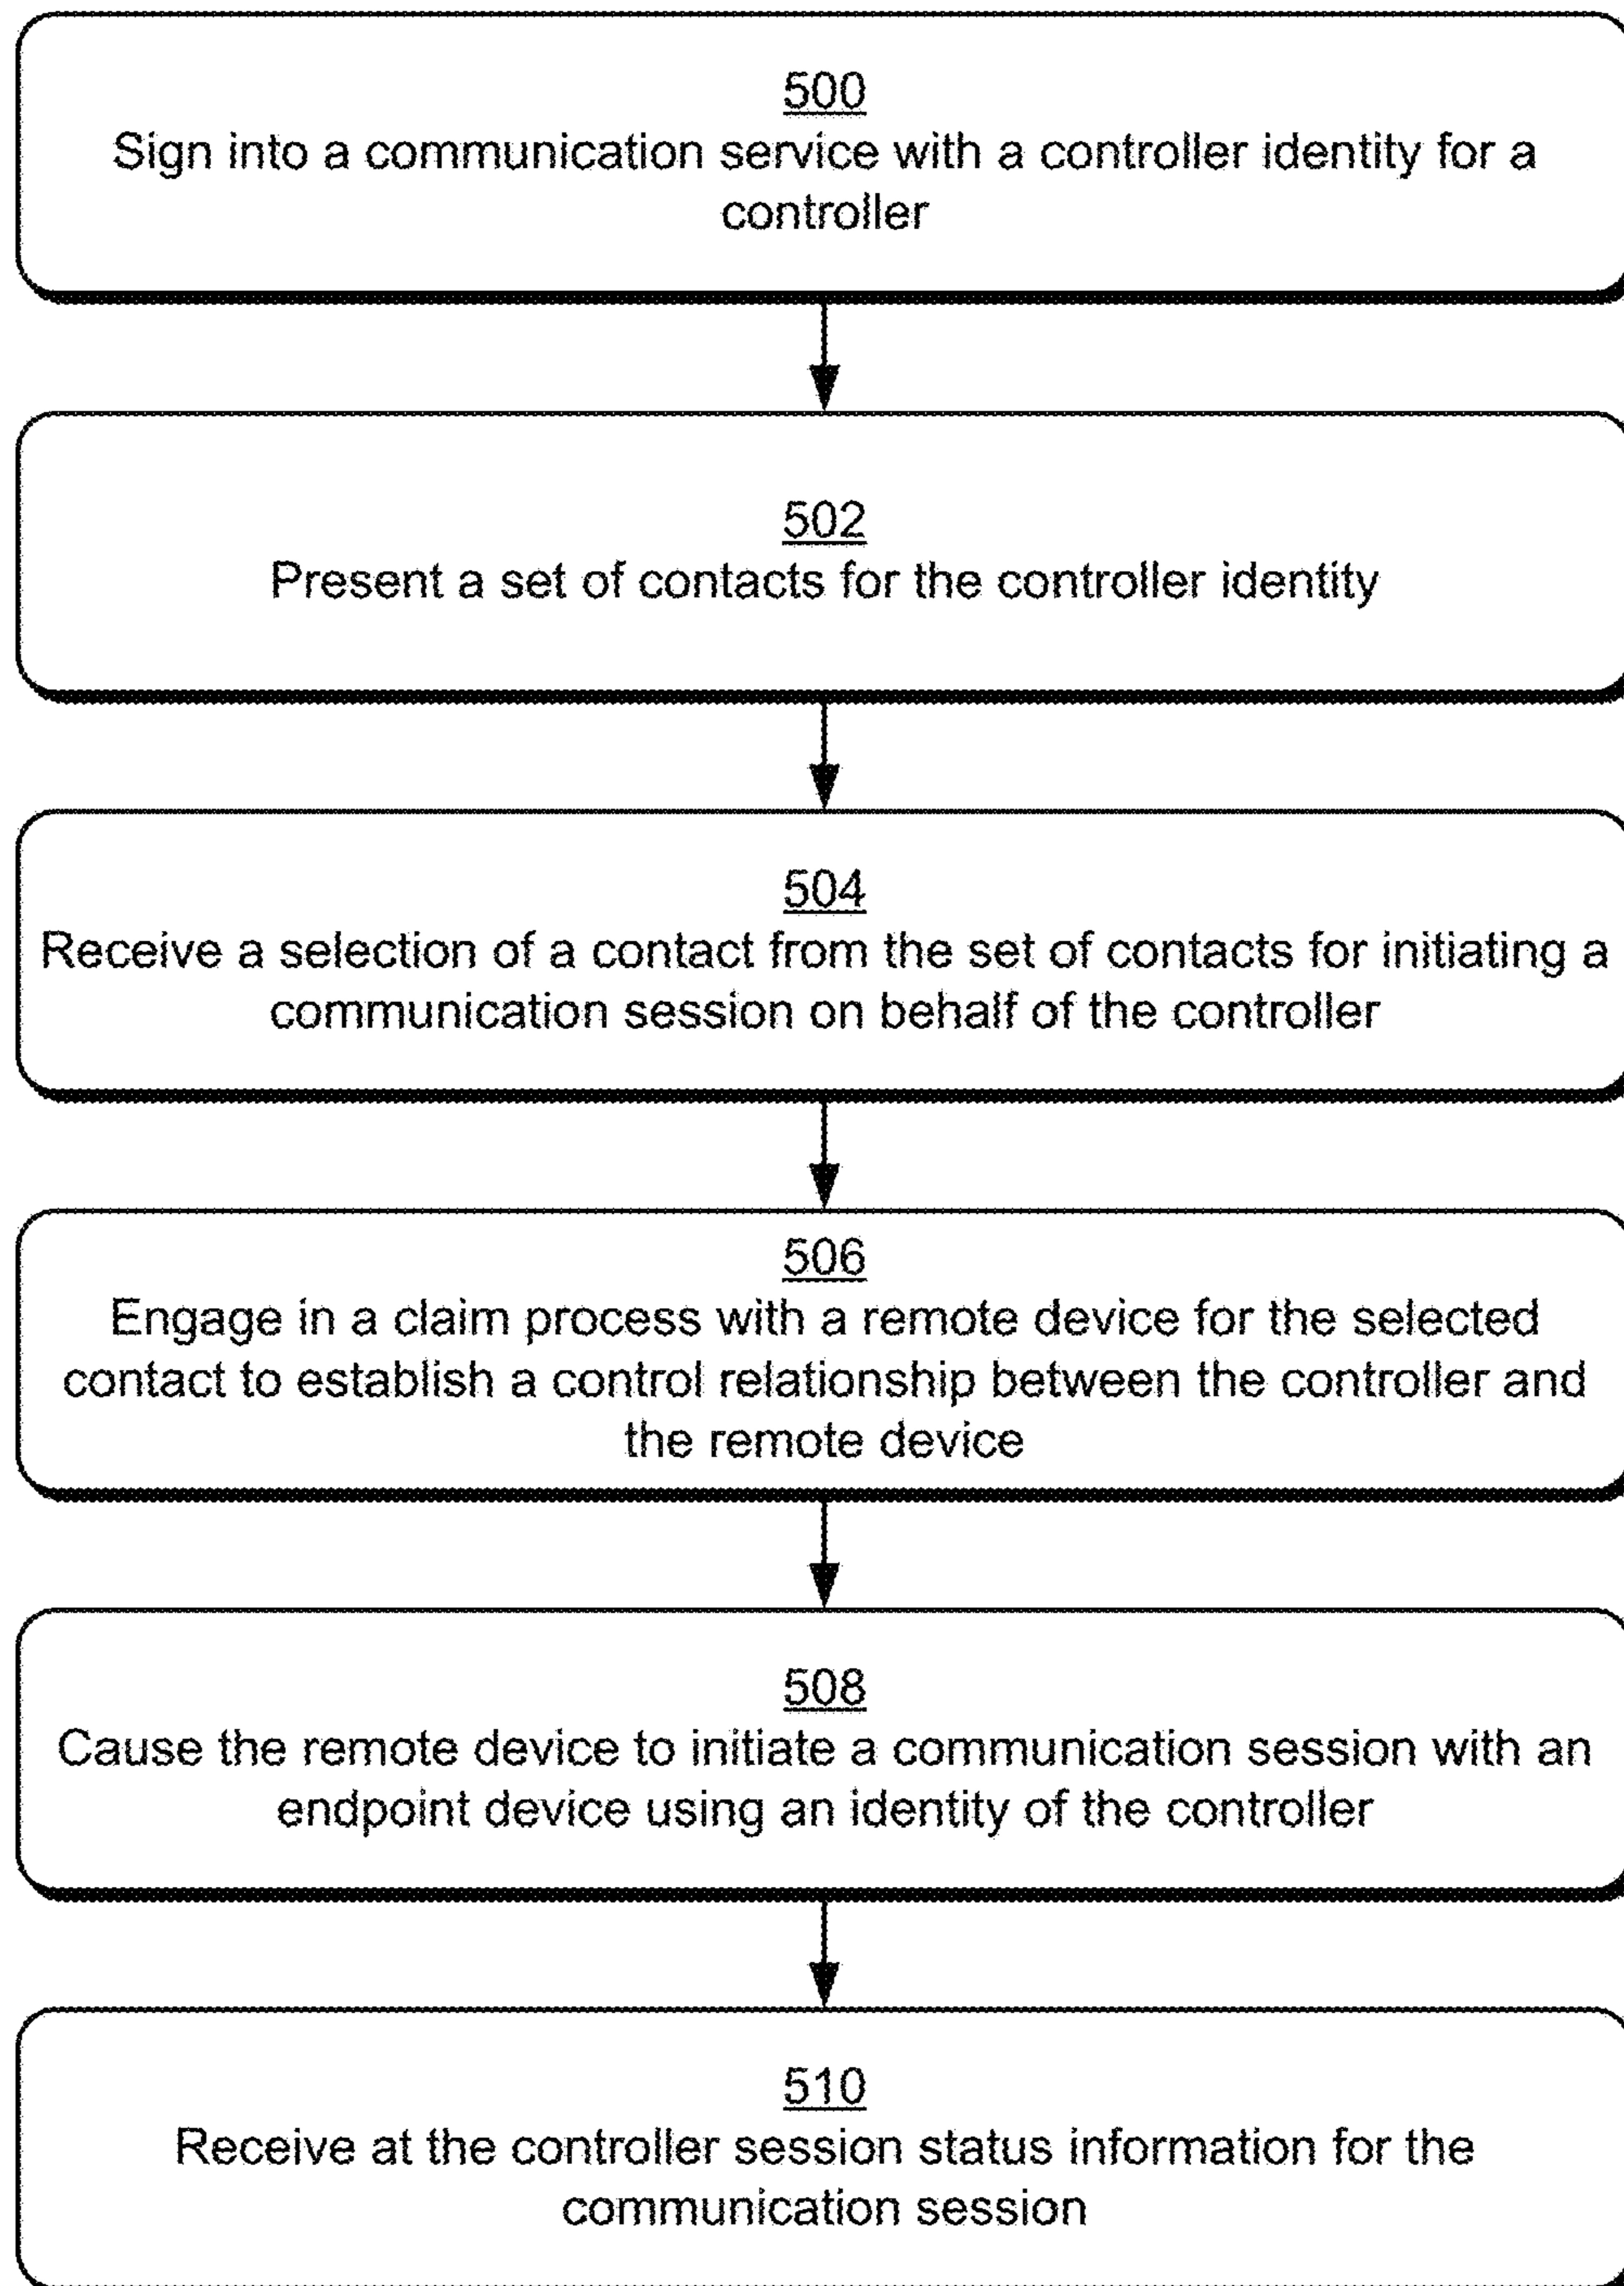 500
Sign into a communication service with a controller identity for a
controller
502
Present a set of contacts for the controller identity
504
Receive a selection of a contact from the set of contacts for initiating a
communication session on behalf of the controller
506
Engage in a claim process with a remote device for the selected
contact to establish a control relationship between the controller and
the remote device
508
Cause the remote device to initiate a communication session with an
endpoint device using an identity of the controller
510
Receive at the controller session status information for the
communication session